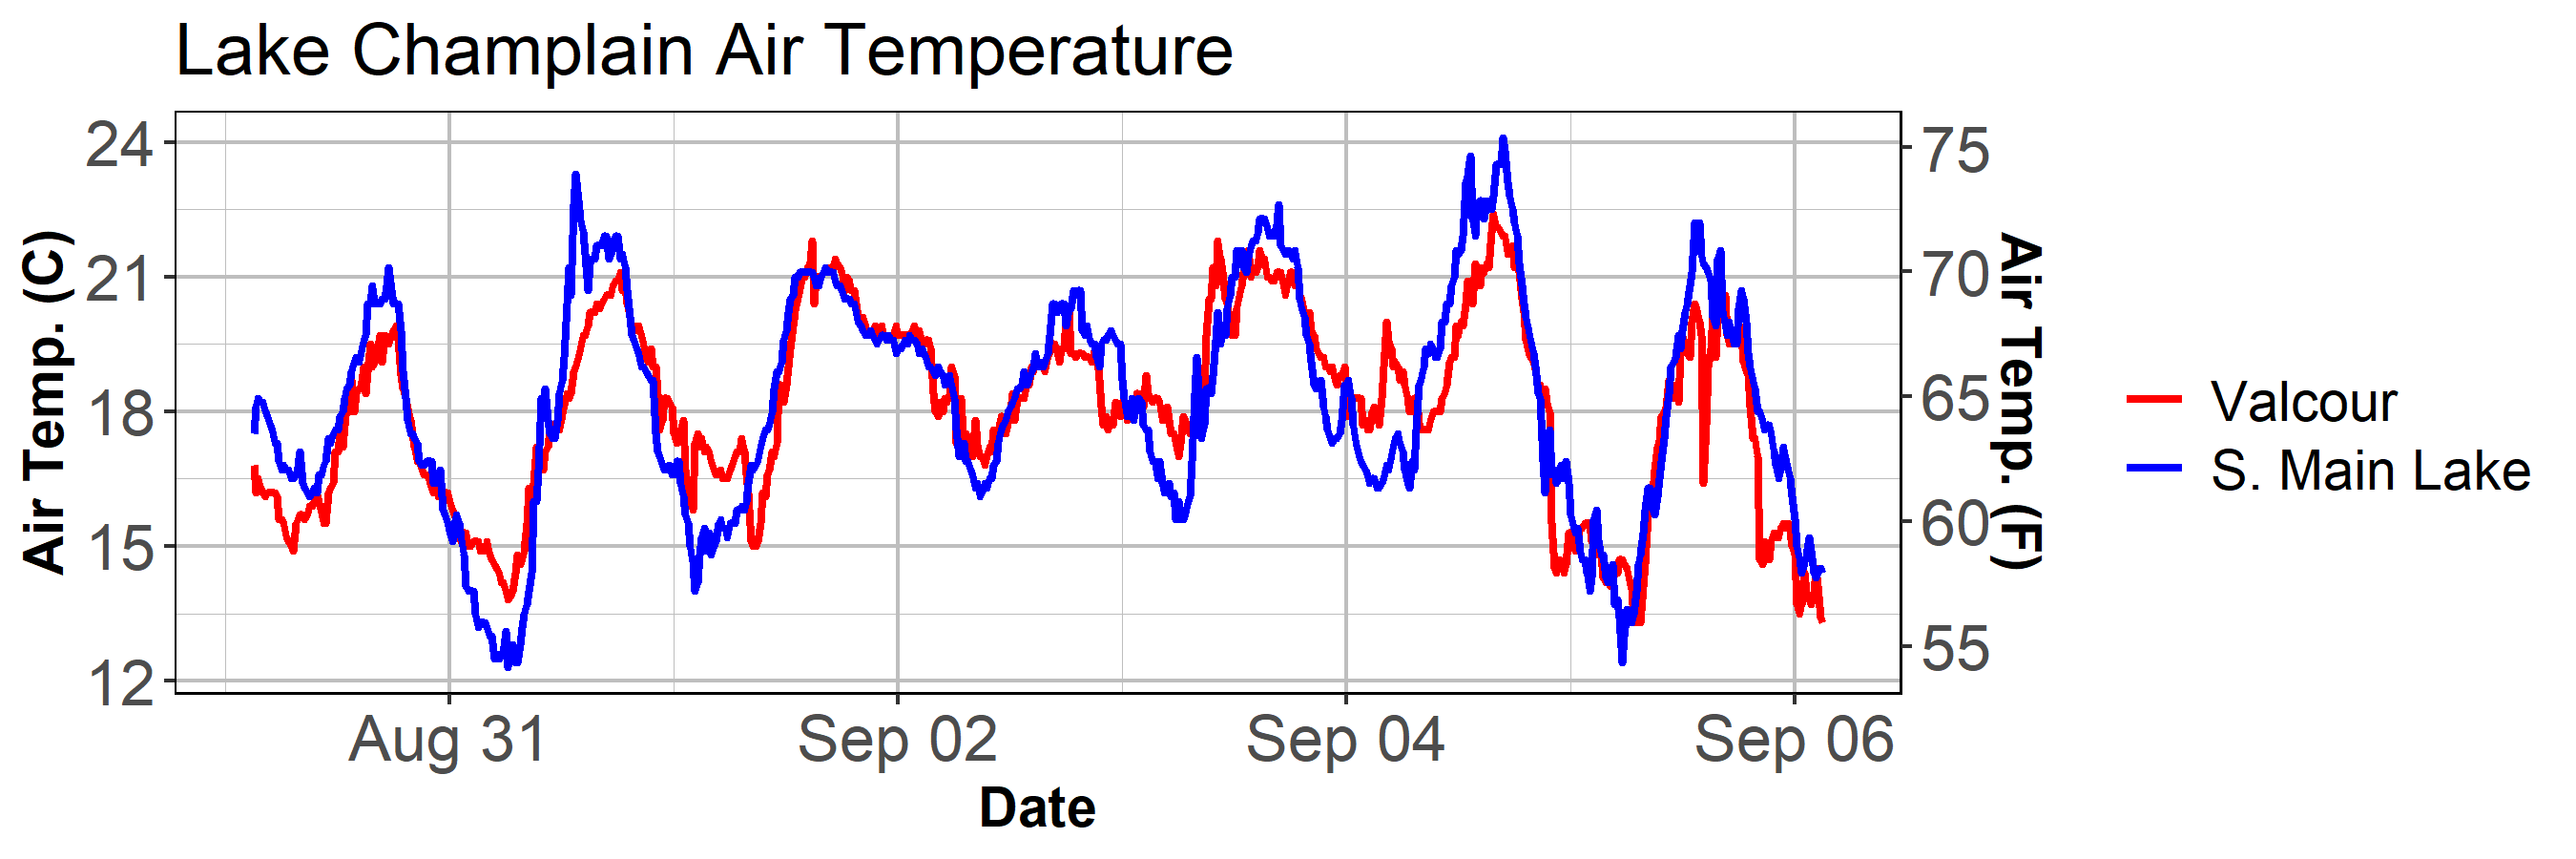 Lake Champlain Air Temperature
Air Temp. (C)
24
21
18
15
12
75
70
65
60
55
Air Temp. (F)
Aug 31
Sep 02
Sep 04
Sep 06
Date
Valcour
S. Main Lake